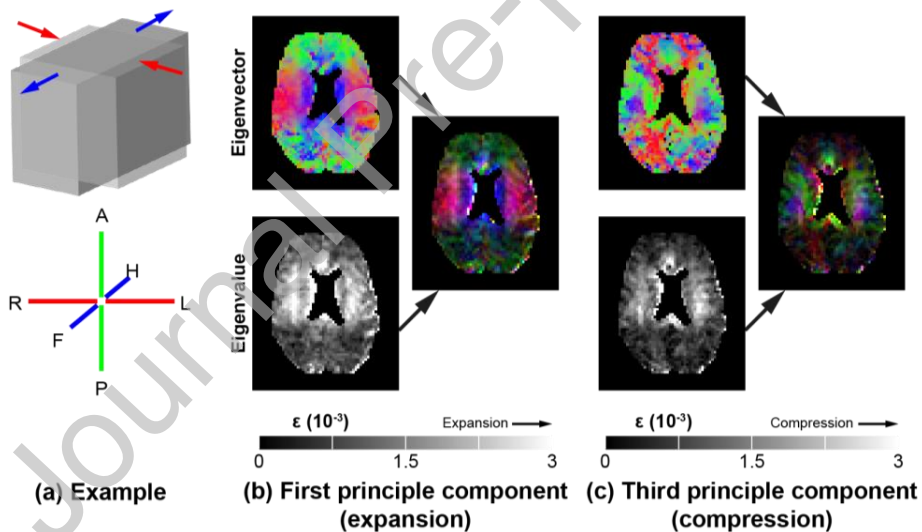 Journal Pre-
Eigenvector
Eigenvalue
A
H
R
L
F
P
ε (10-3)
Expansion
0
1.5
3
ε (10-3)
Compression
0
1.5
3
(a) Example
(b) First principle component
(expansion)
(c) Third principle component
(compression)